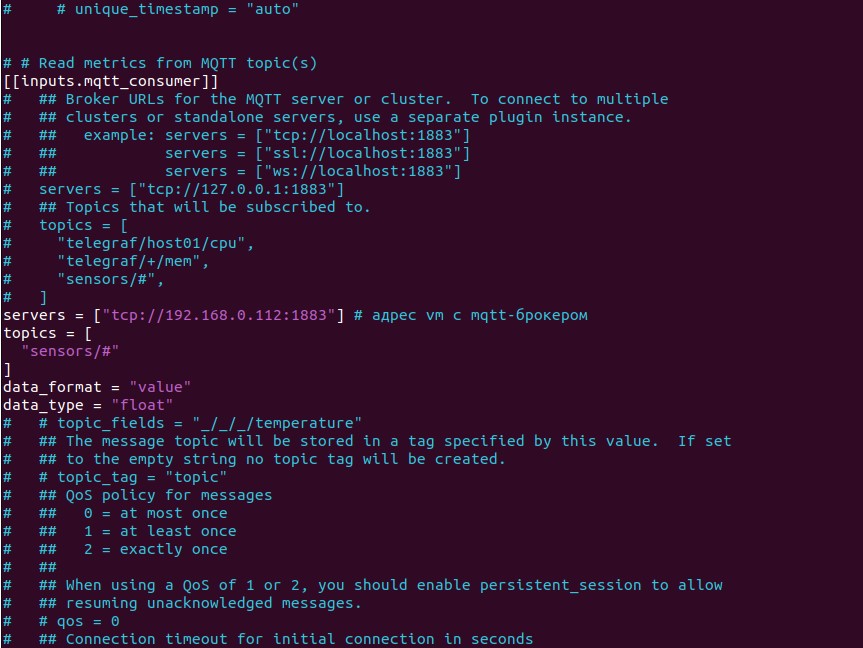 #     # unique_timestamp = "auto"
# # Read metrics from MQTT topic(s)
[[inputs.mqtt_consumer]]
#   ## Broker URLs for the MQTT server or cluster.  To connect to multiple
#   ## clusters or standalone servers, use a separate plugin instance.
#   ##   example: servers = ["tcp://localhost:1883"]
#   ##            servers = ["ssl://localhost:1883"]
#   ##            servers = ["ws://localhost:1883"]
#   servers = ["tcp://127.0.0.1:1883"]
#   ## Topics that will be subscribed to.
#   topics = [
#     "telegraf/host01/cpu",
#     "telegraf/+/mem",
#     "sensors/#",
#   ]
servers = ["tcp://192.168.0.112:1883"] # адрес vm с mqtt-брокером
topics = [
  "sensors/#"
]
data_format = "value"
data_type = "float"
#   # topic_fields = "_/_/_/temperature"
#   ## The message topic will be stored in a tag specified by this value.  If set
#   ## to the empty string no topic tag will be created.
#   # topic_tag = "topic"
#   ## QoS policy for messages
#   ##   0 = at most once
#   ##   1 = at least once
#   ##   2 = exactly once
#   ##
#   ## When using a QoS of 1 or 2, you should enable persistent_session to allow
#   ## resuming unacknowledged messages.
#   # qos = 0
#   ## Connection timeout for initial connection in seconds